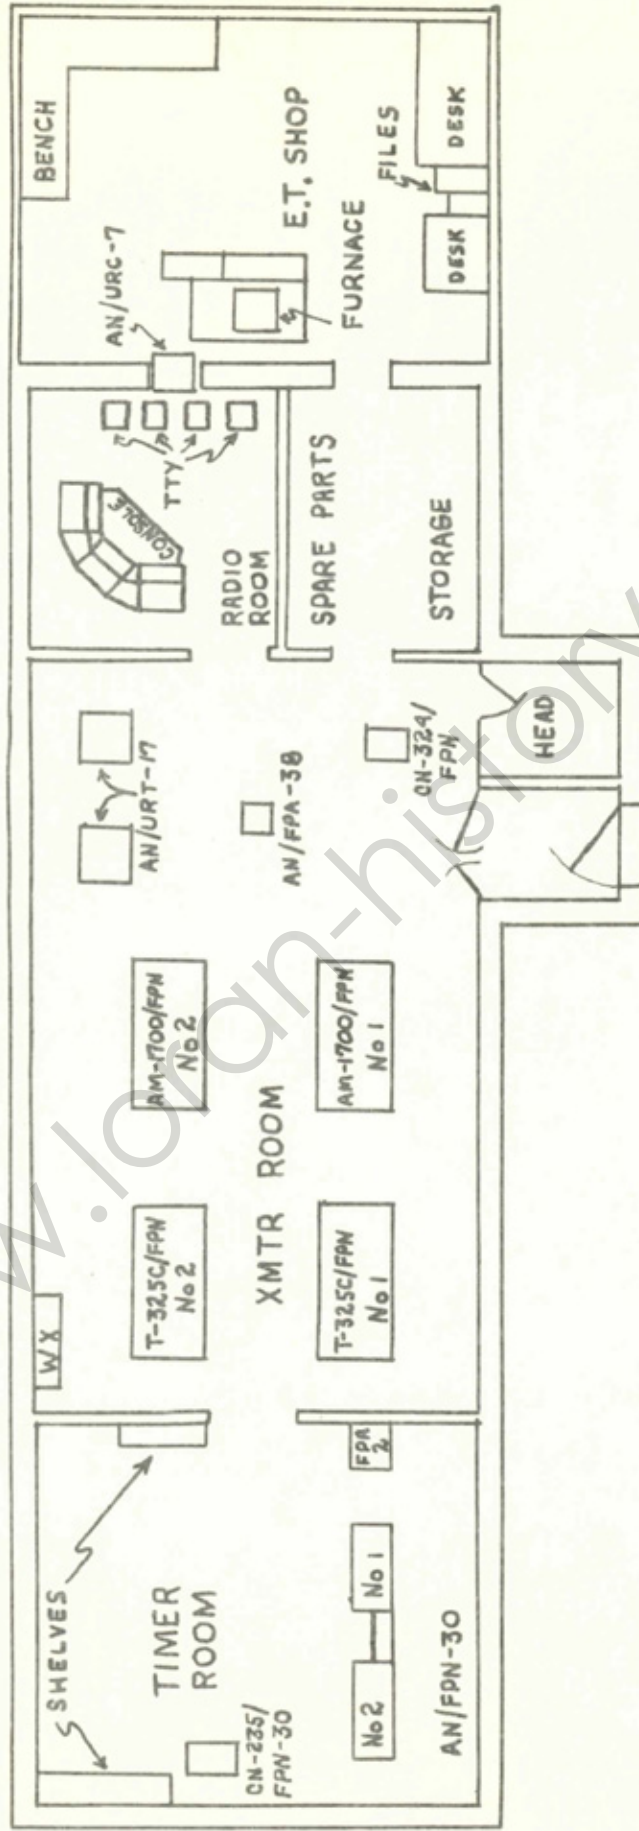 SHELVES
TIMER
ROOM
CN-235/
FPN-30
No 2
No 1
AN/FPN-30
FPA
2
WX
T-325C/FPN
No 2
AM-1700/FPN
No 2
XMTR ROOM
T-325C/FPN
No 1
AM-1700/FPN
No 1
AN/URT-17
AN/FPA-38
CN-324/
FPN
HEAD
CONSOLE
TTY
RADIO
ROOM
SPARE PARTS
STORAGE
AN/URC-7
BENCH
E.T. SHOP
FURNACE
FILES
DESK
DESK
w.loran-history